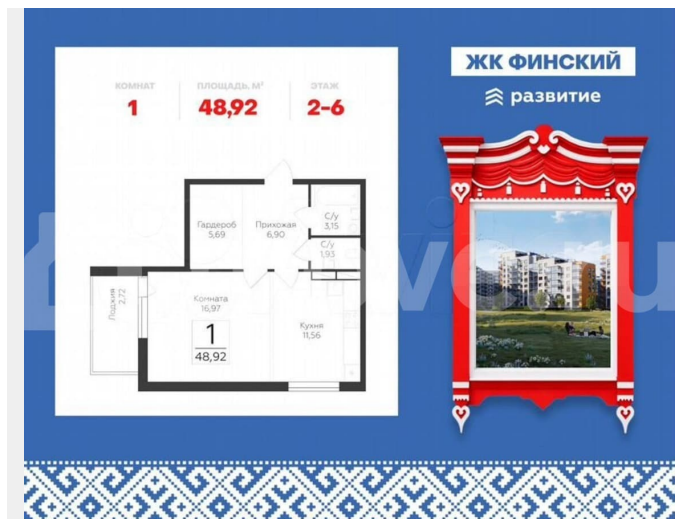 ЖК ФИНСКИЙ
развитие
КОМНАТ
ПЛОЩАДЬ, М²
ЭТАЖ
1
48,92
2-6
Гардероб
5,69
Прихожая
6,90
С/у
3,15
С/у
1,93
Лоджия
2,72
Комната
16,97
1
48,92
Кухня
11,56